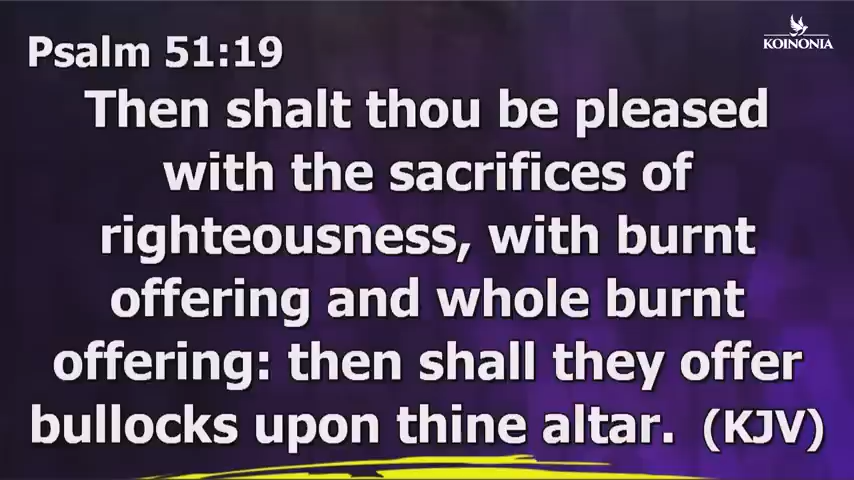 KOINONIA
Psalm 51:19
Then shalt thou be pleased
with the sacrifices of
righteousness, with burnt
offering and whole burnt
offering: then shall they offer
bullocks upon thine altar. (KJV)